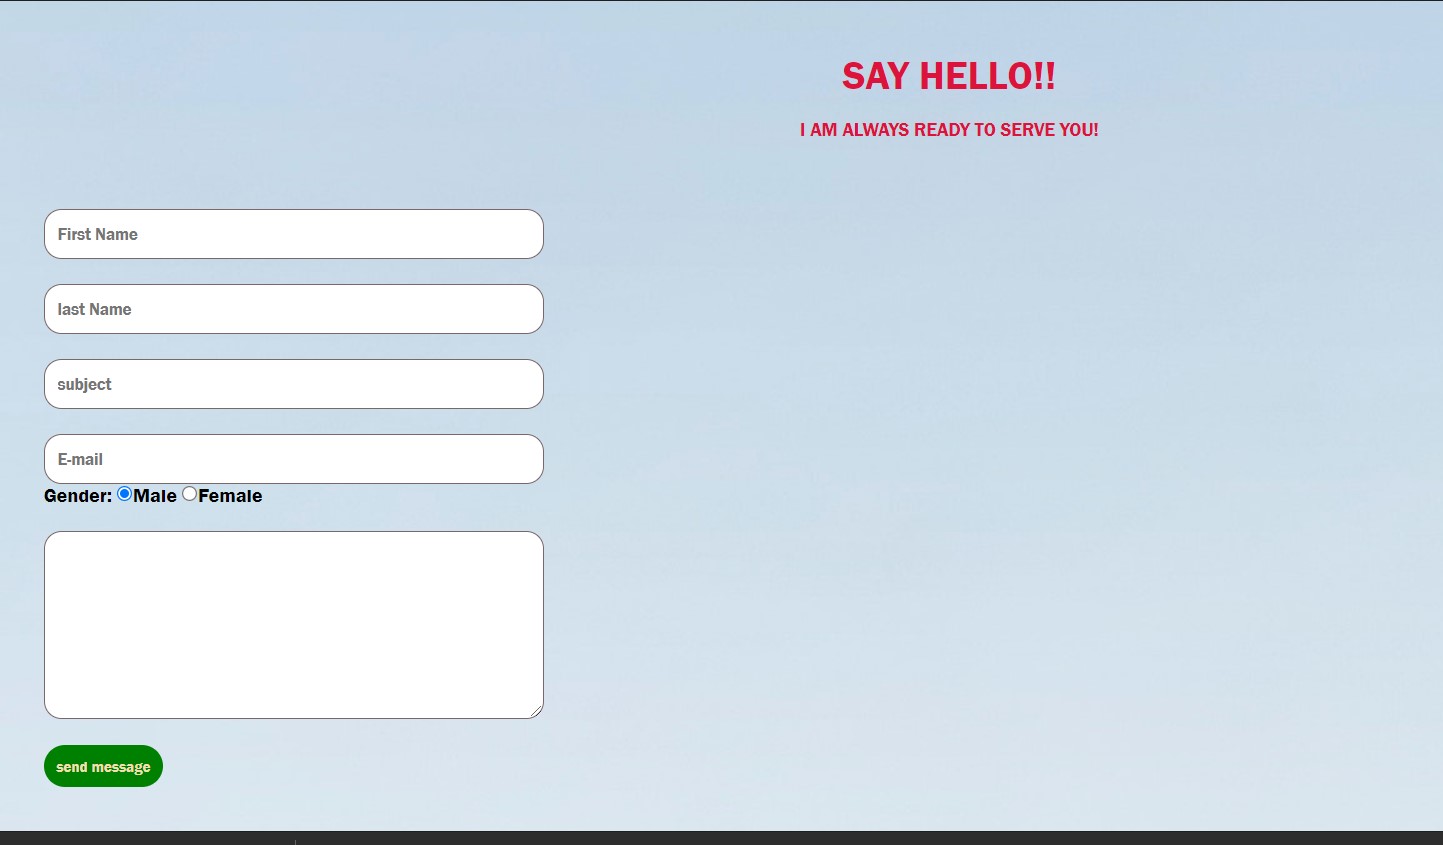 SAY HELLO!!
I AM ALWAYS READY TO SERVE YOU!
First Name
last Name
subject
E-mail
Gender: Male Female
send message